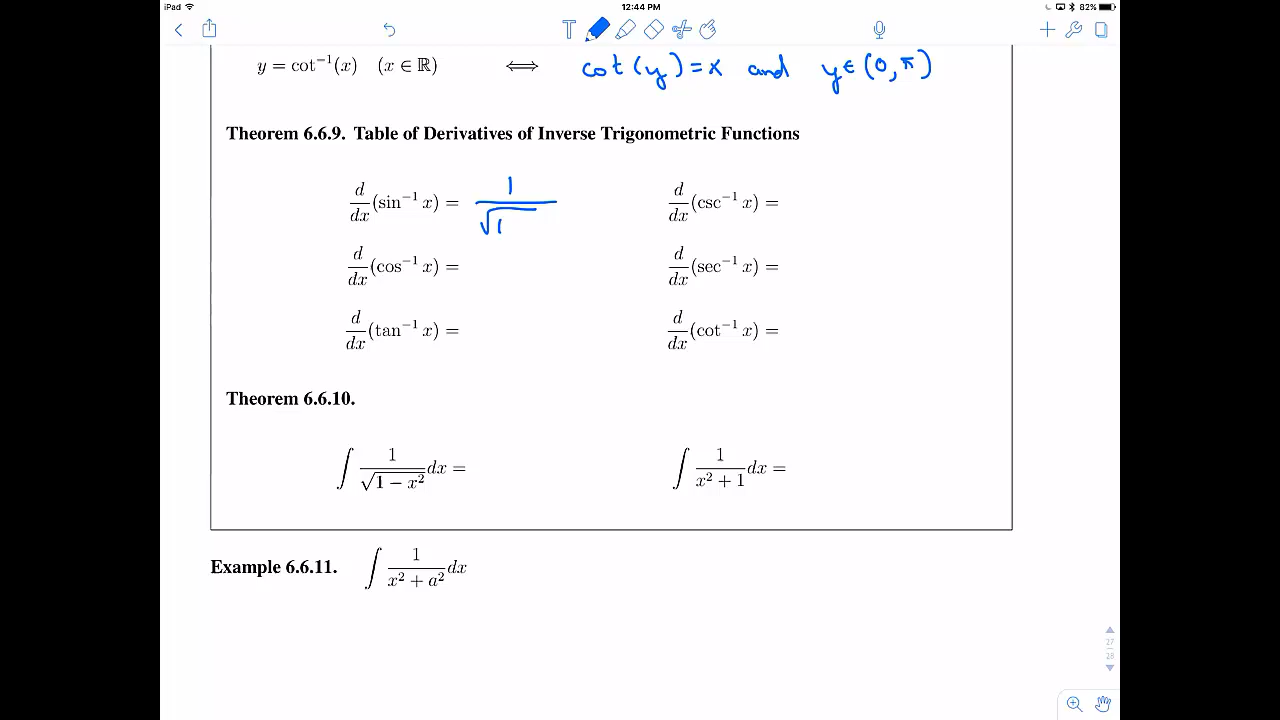 iPad 12:44 PM 82%
T
y = cot⁻¹(x) (x ∈ ℝ) ⟺ cot(y) = x and y ∈ (0, π)
Theorem 6.6.9. Table of Derivatives of Inverse Trigonometric Functions
d/dx (sin⁻¹ x) = 1/√1 d/dx (csc⁻¹ x) =
d/dx (cos⁻¹ x) = d/dx (sec⁻¹ x) =
d/dx (tan⁻¹ x) = d/dx (cot⁻¹ x) =
Theorem 6.6.10.
∫ 1/√(1 − x²) dx = ∫ 1/(x² + 1) dx =
Example 6.6.11. ∫ 1/(x² + a²) dx
27
28